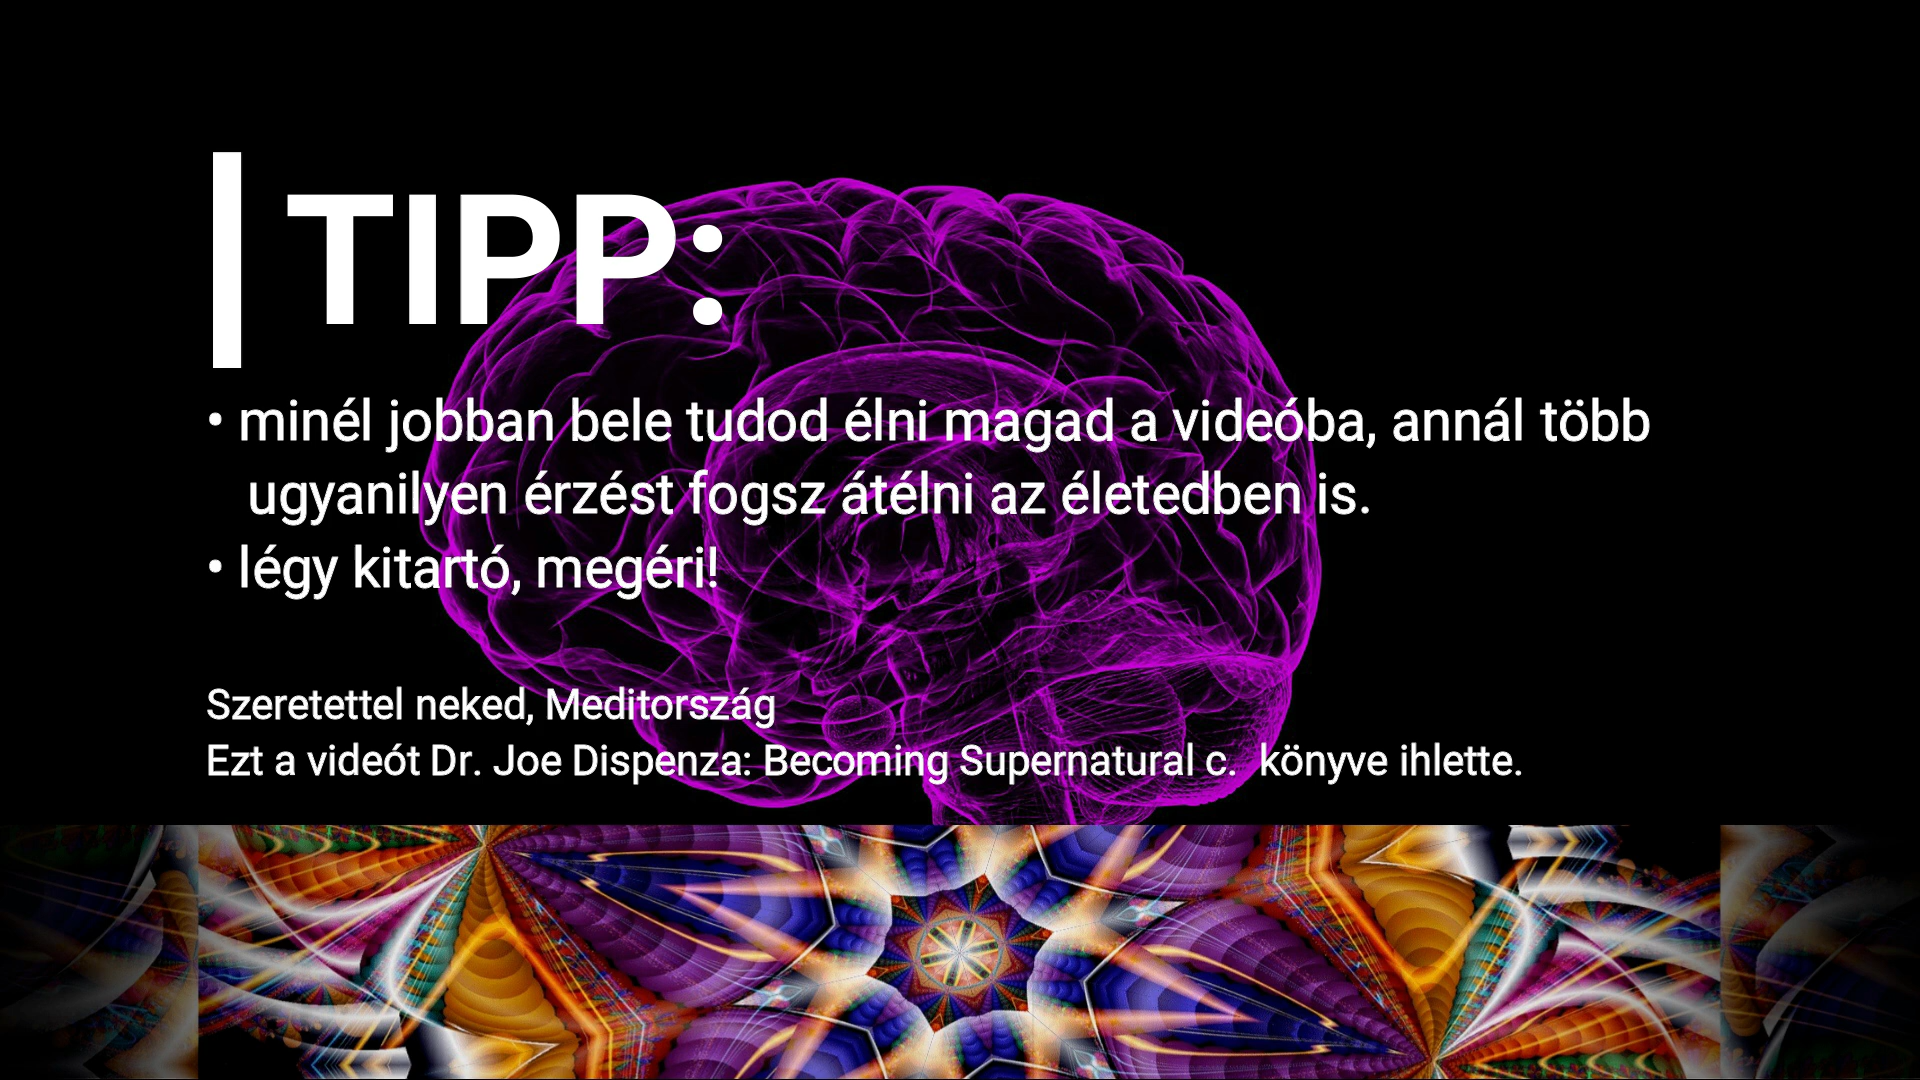 TIPP:
• minél jobban bele tudod élni magad a videóba, annál több
ugyanilyen érzést fogsz átélni az életedben is.
• légy kitartó, megéri!
Szeretettel neked, Meditország
Ezt a videót Dr. Joe Dispenza: Becoming Supernatural c.  könyve ihlette.